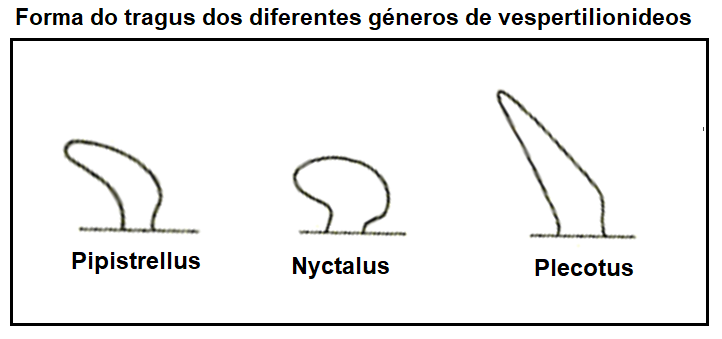 Forma do tragus dos diferentes géneros de vespertilionideos
Pipistrellus
Nyctalus
Plecotus